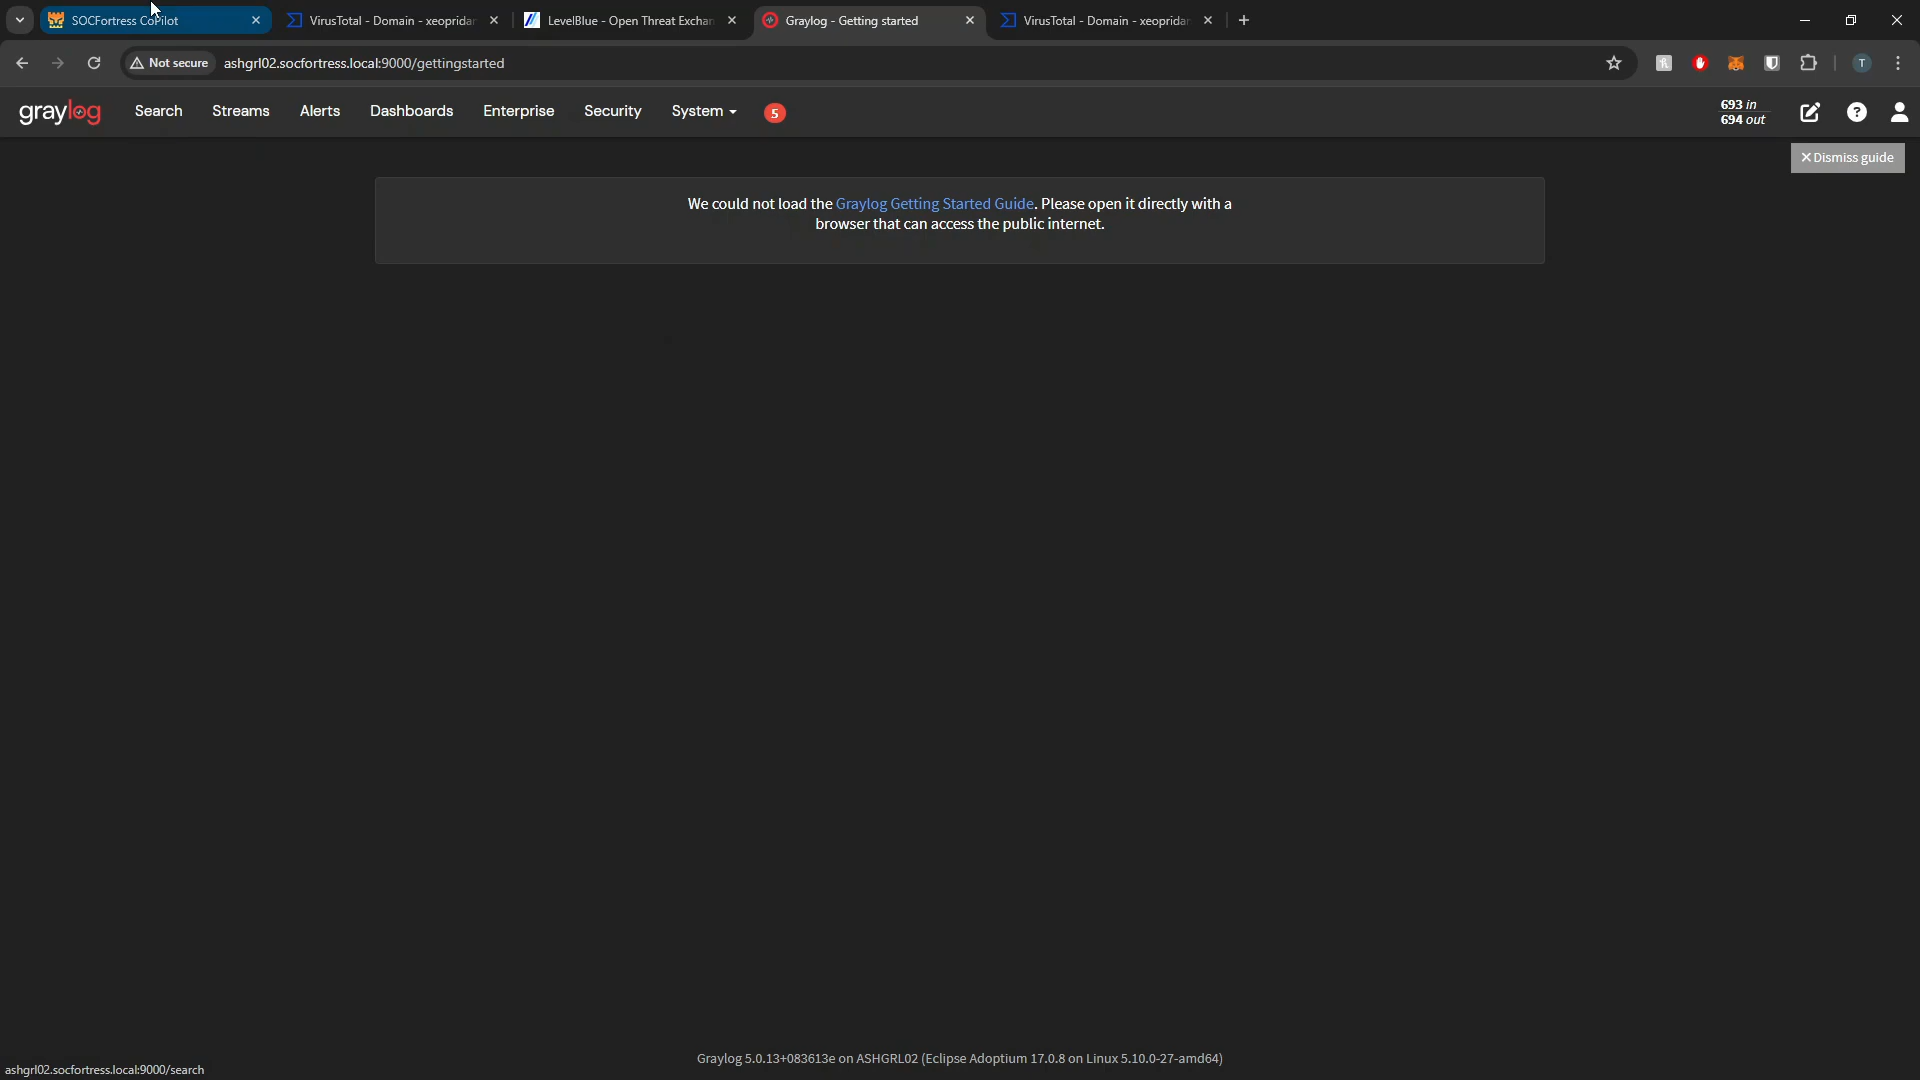 SOCFortress CoPilot
VirusTotal - Domain - xeopridar
LevelBlue - Open Threat Exchan
Graylog - Getting started
VirusTotal - Domain - xeopridar
Not secure
ashgrl02.socfortress.local:9000/gettingstarted
T
graylog
Search
Streams
Alerts
Dashboards
Enterprise
Security
System
5
693 in
694 out
Dismiss guide
We could not load the Graylog Getting Started Guide. Please open it directly with a
browser that can access the public internet.
Graylog 5.0.13+083613e on ASHGRL02 (Eclipse Adoptium 17.0.8 on Linux 5.10.0-27-amd64)
ashgrl02.socfortress.local:9000/search